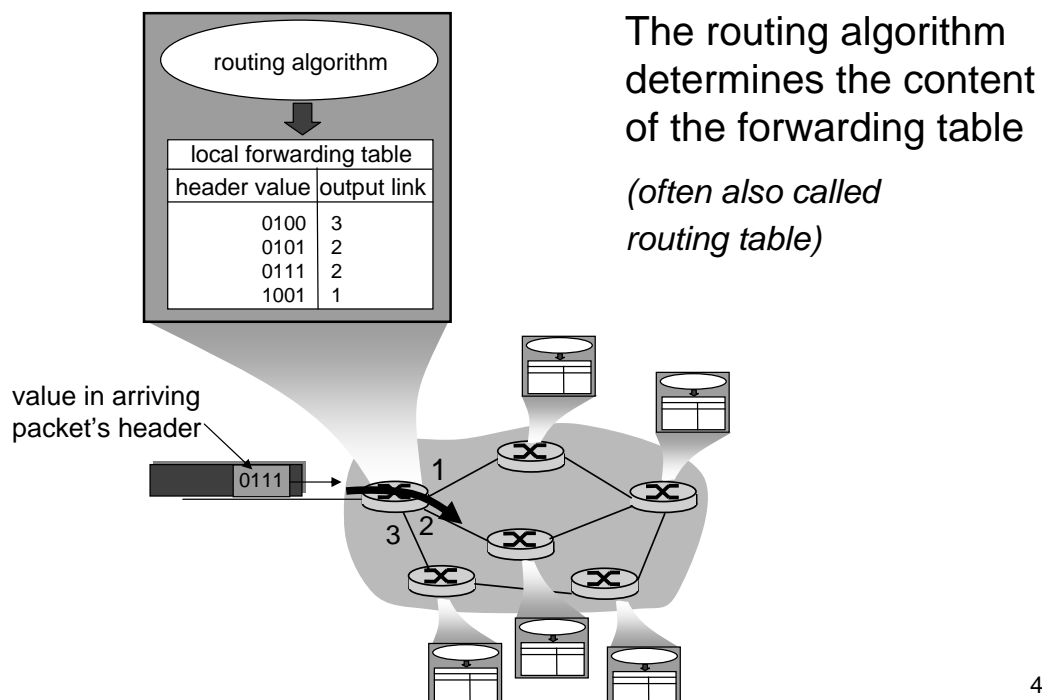 routing algorithm
local forwarding table
header value output link
0100 3
0101 2
0111 2
1001 1
The routing algorithm
determines the content
of the forwarding table
(often also called
routing table)
value in arriving
packet's header
0111
1
2
3
4